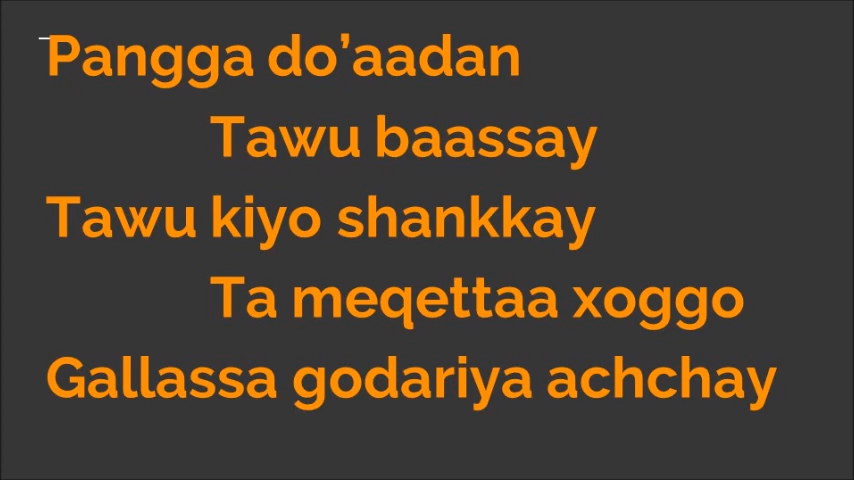 Pangga do’aadan
Tawu baassay
Tawu kiyo shankkay
Ta meqettaa xoggo
Gallassa godariya achchay